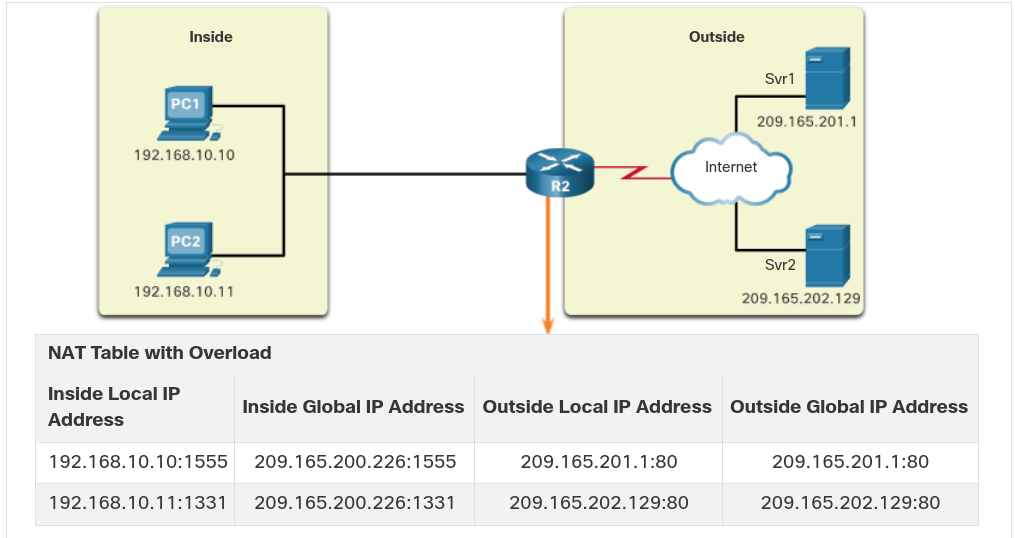 Inside
Outside
PC1
192.168.10.10
PC2
192.168.10.11
R2
Internet
Svr1
209.165.201.1
Svr2
209.165.202.129
NAT Table with Overload
Inside Local IP
Address
Inside Global IP Address
Outside Local IP Address
Outside Global IP Address
192.168.10.10:1555 209.165.200.226:1555 209.165.201.1:80 209.165.201.1:80
192.168.10.11:1331 209.165.200.226:1331 209.165.202.129:80 209.165.202.129:80